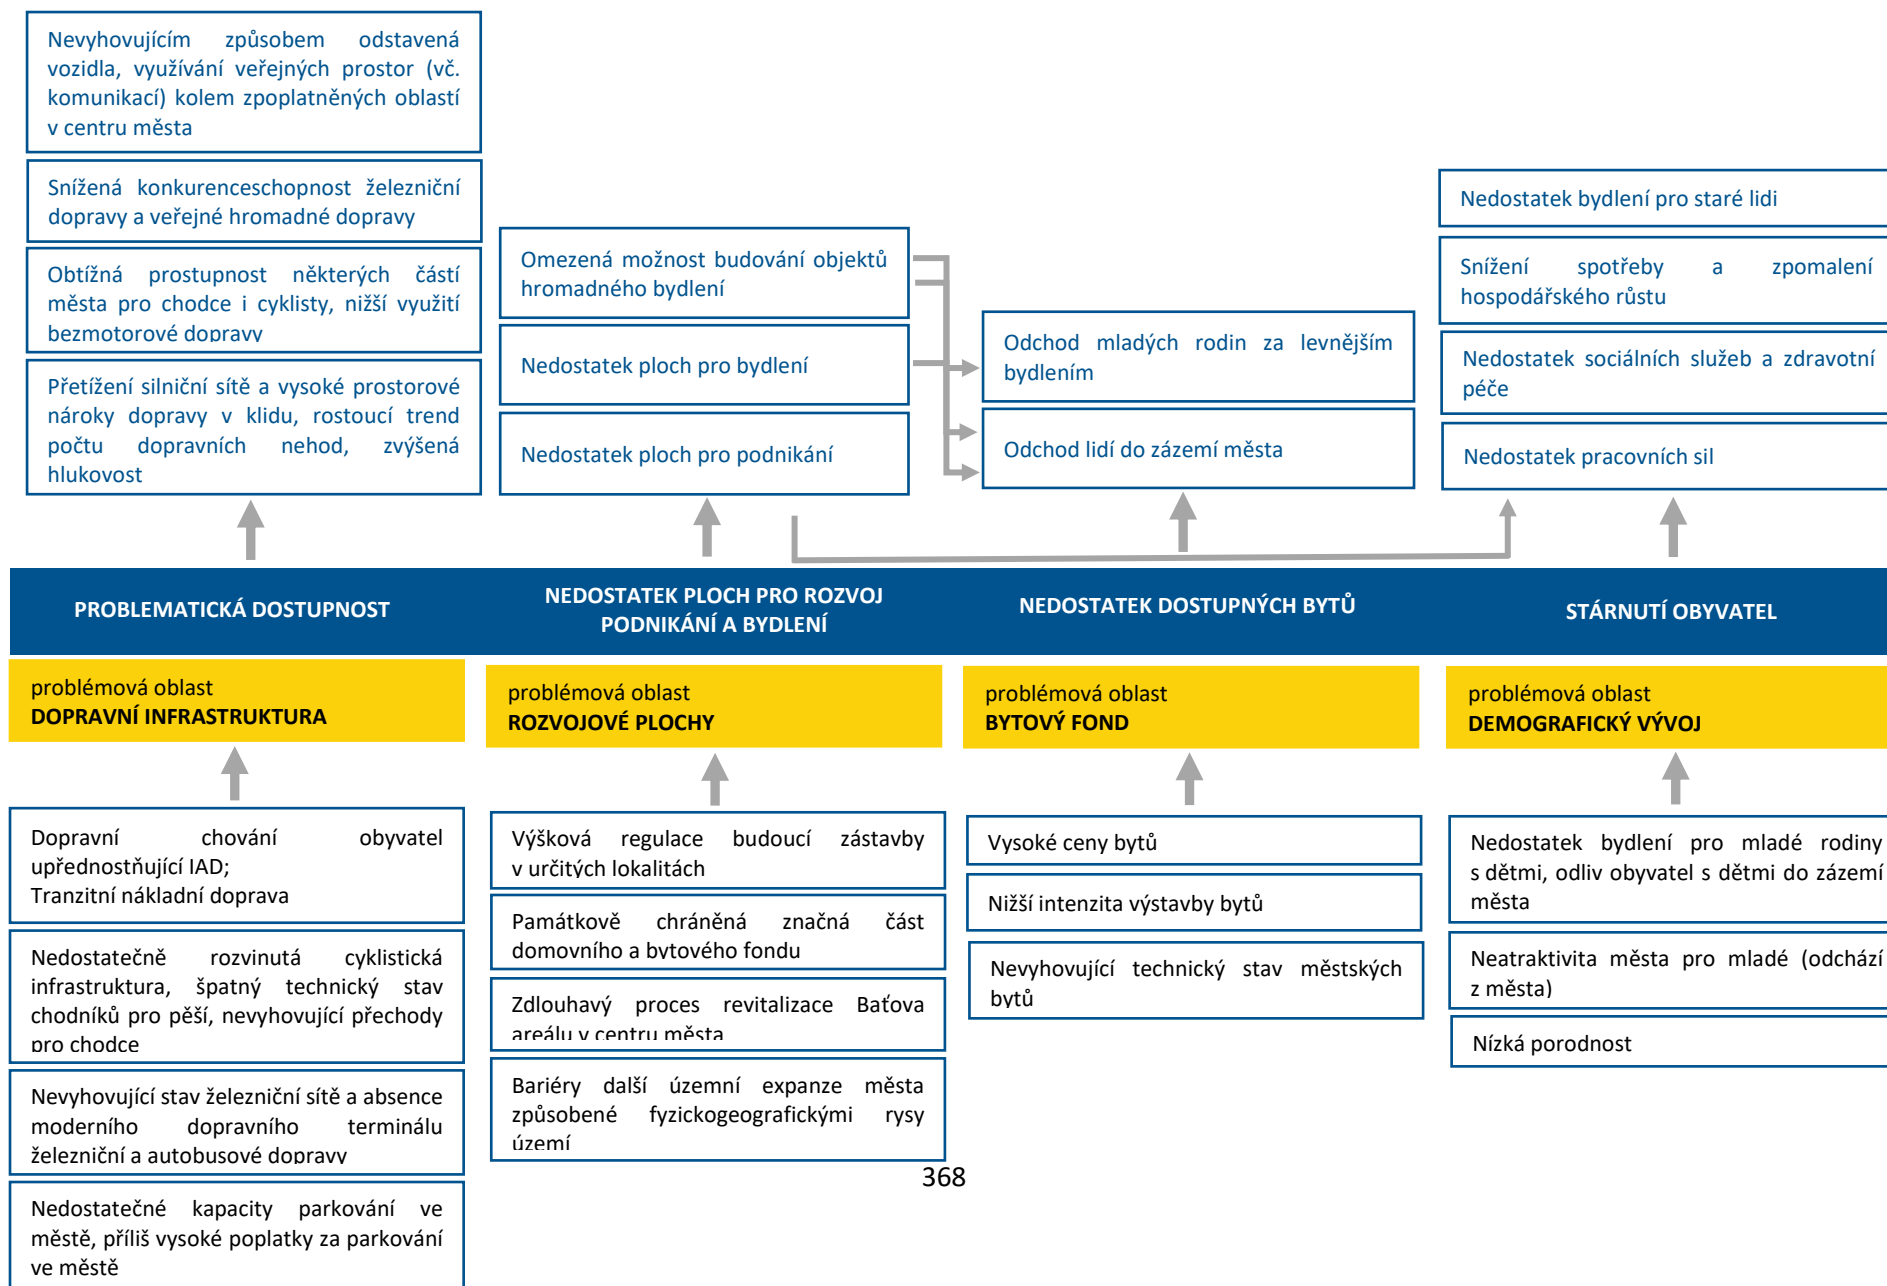 Nevyhovujícím způsobem odstavená
vozidla, využívání veřejných prostor (vč.
komunikací) kolem zpoplatněných oblastí
v centru města
Snížená konkurenceschopnost železniční
dopravy a veřejné hromadné dopravy
Obtížná prostupnost některých částí
města pro chodce i cyklisty, nižší využití
bezmotorové dopravy
Přetížení silniční sítě a vysoké prostorové
nároky dopravy v klidu, rostoucí trend
počtu dopravních nehod, zvýšená
hlukovost
Omezená možnost budování objektů
hromadného bydlení
Nedostatek ploch pro bydlení
Nedostatek ploch pro podnikání
Odchod mladých rodin za levnějším
bydlením
Odchod lidí do zázemí města
Nedostatek bydlení pro staré lidi
Snížení spotřeby a zpomalení
hospodářského růstu
Nedostatek sociálních služeb a zdravotní
péče
Nedostatek pracovních sil
PROBLEMATICKÁ DOSTUPNOST
NEDOSTATEK PLOCH PRO ROZVOJ
PODNIKÁNÍ A BYDLENÍ
NEDOSTATEK DOSTUPNÝCH BYTŮ
STÁRNUTÍ OBYVATEL
problémová oblast
DOPRAVNÍ INFRASTRUKTURA
problémová oblast
ROZVOJOVÉ PLOCHY
problémová oblast
BYTOVÝ FOND
problémová oblast
DEMOGRAFICKÝ VÝVOJ
Dopravní chování obyvatel
upřednostňující IAD;
Tranzitní nákladní doprava
Nedostatečně rozvinutá cyklistická
infrastruktura, špatný technický stav
chodníků pro pěší, nevyhovující přechody
pro chodce
Nevyhovující stav železniční sítě a absence
moderního dopravního terminálu
železniční a autobusové dopravy
Nedostatečné kapacity parkování ve
městě, příliš vysoké poplatky za parkování
ve městě
Výšková regulace budoucí zástavby
v určitých lokalitách
Památkově chráněná značná část
domovního a bytového fondu
Zdlouhavý proces revitalizace Baťova
areálu v centru města
Bariéry další územní expanze města
způsobené fyzickogeografickými rysy
území
Vysoké ceny bytů
Nižší intenzita výstavby bytů
Nevyhovující technický stav městských
bytů
Nedostatek bydlení pro mladé rodiny
s dětmi, odliv obyvatel s dětmi do zázemí
města
Neatraktivita města pro mladé (odchází
z města)
Nízká porodnost
368